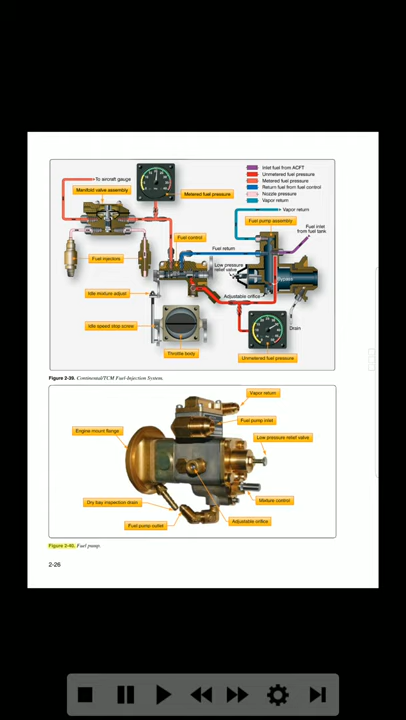 To aircraft gauge
Manifold valve assembly
Metered fuel pressure
Inlet fuel from ACFT
Unmetered fuel pressure
Metered fuel pressure
Return fuel from fuel control
Nozzle pressure
Vapor return
Vapor return
Fuel pump assembly
Fuel inlet
from fuel tank
Fuel control
Fuel return
Fuel injectors
Low pressure
relief valve
Bypass
Idle mixture adjust
Adjustable orifice
Idle speed stop screw
Drain
Throttle body
Unmetered fuel pressure
Figure 2-39. Continental/TCM Fuel-Injection System.
Vapor return
Fuel pump inlet
Engine mount flange
Low pressure relief valve
Dry bay inspection drain
Mixture control
Fuel pump outlet
Adjustable orifice
Figure 2-40. Fuel pump.
2-26